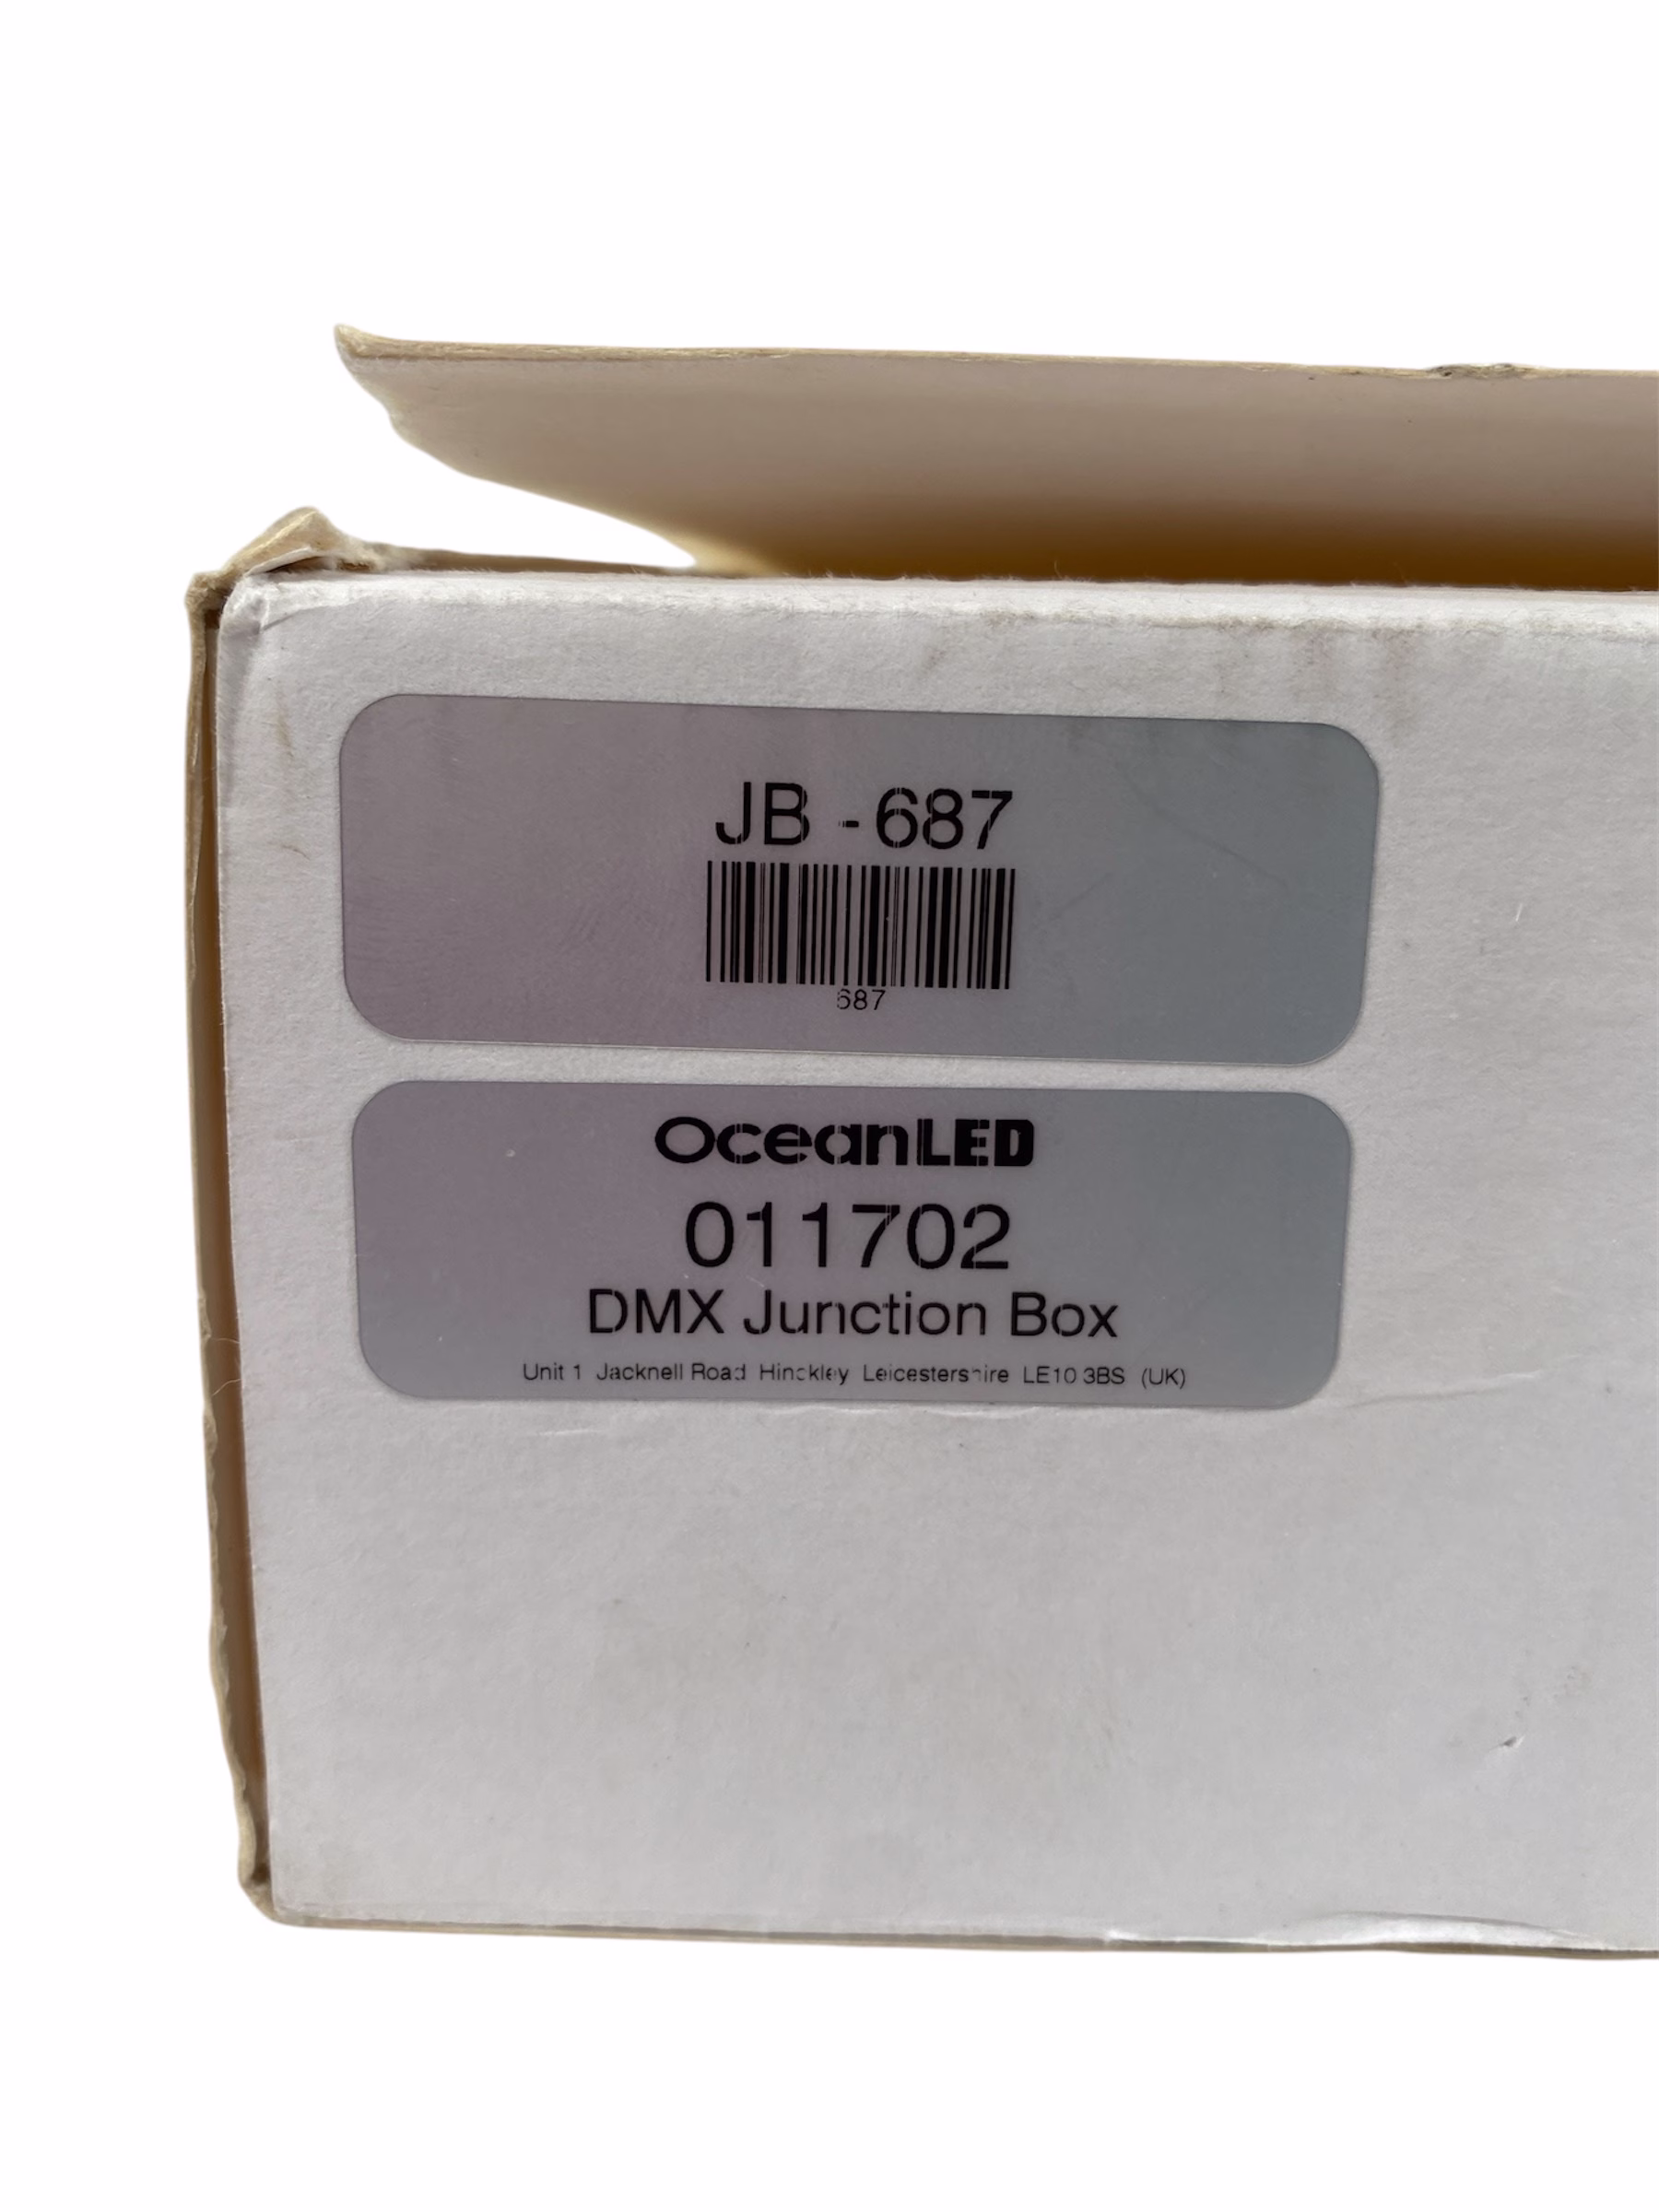 JB - 687
687
OceanLED
011702
DMX Junction Box
Unit 1 Jacknell Road Hinckley Leicestershire LE10 3BS (UK)